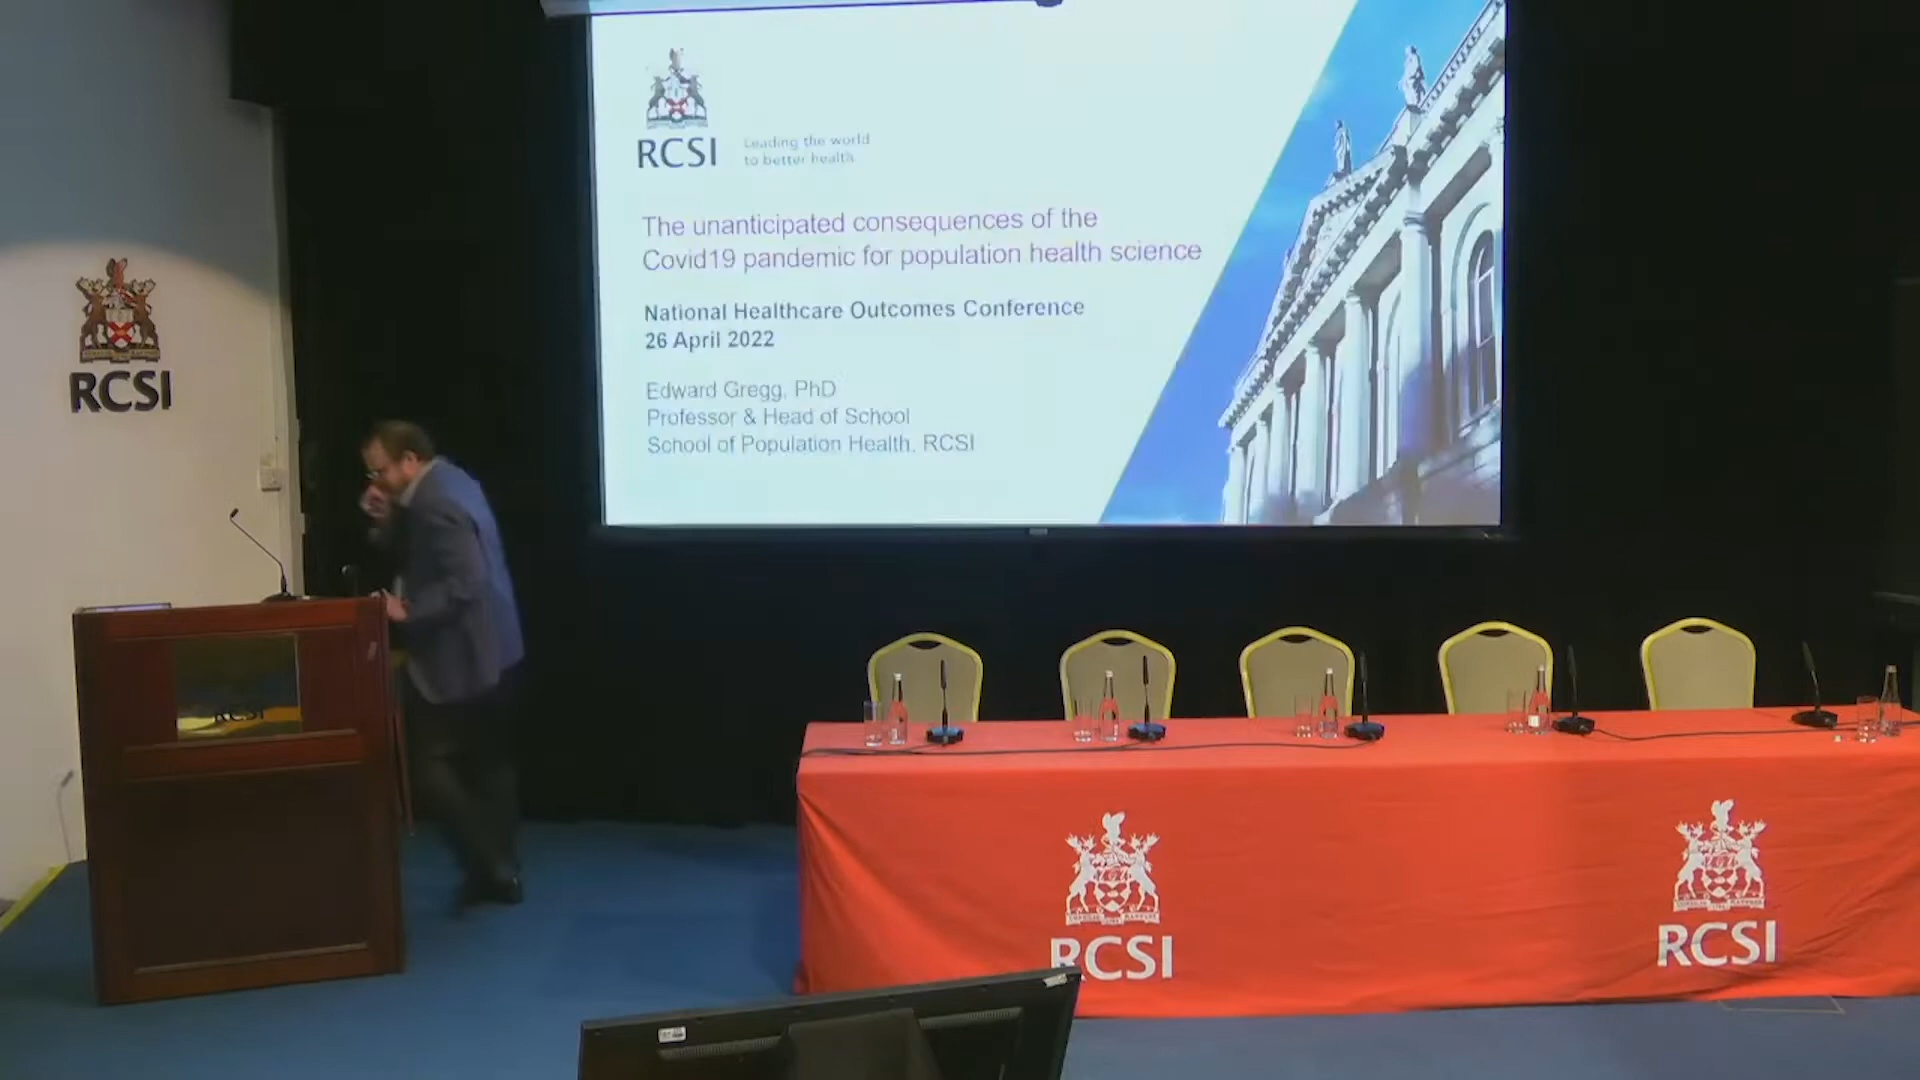 RCSI
Leading the world
to better health
The unanticipated consequences of the
Covid19 pandemic for population health science
National Healthcare Outcomes Conference
26 April 2022
Edward Gregg, PhD
Professor & Head of School
School of Population Health, RCSI
RCSI
RCSI
RCSI
RCSI